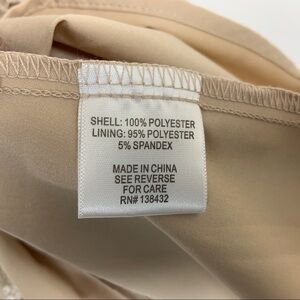 SHELL: 100% POLYESTER
LINING: 95% POLYESTER
5% SPANDEX
MADE IN CHINA
SEE REVERSE
FOR CARE
RN# 138432